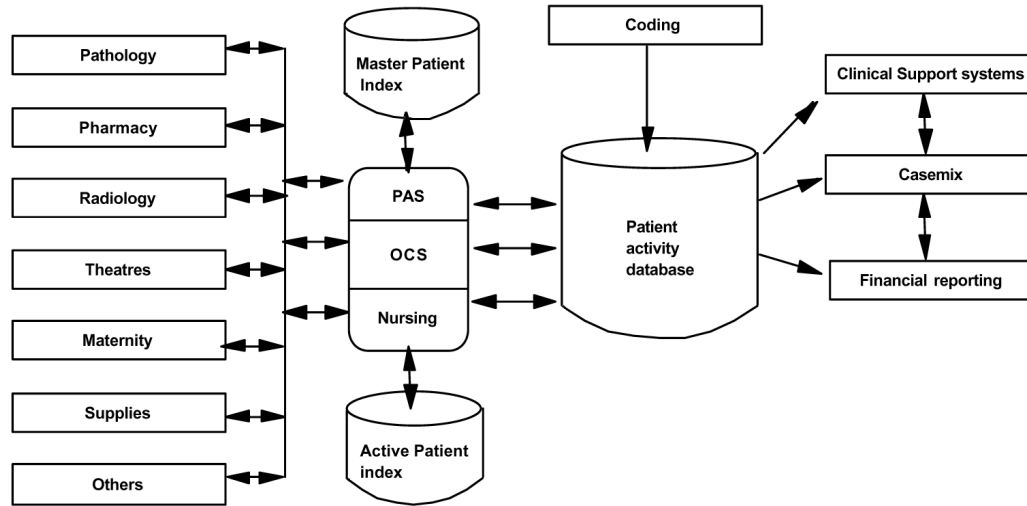 Pathology
Pharmacy
Radiology
Theatres
Maternity
Supplies
Others
Master Patient
Index
PAS
OCS
Nursing
Active Patient
index
Coding
Patient
activity
database
Clinical Support systems
Casemix
Financial reporting